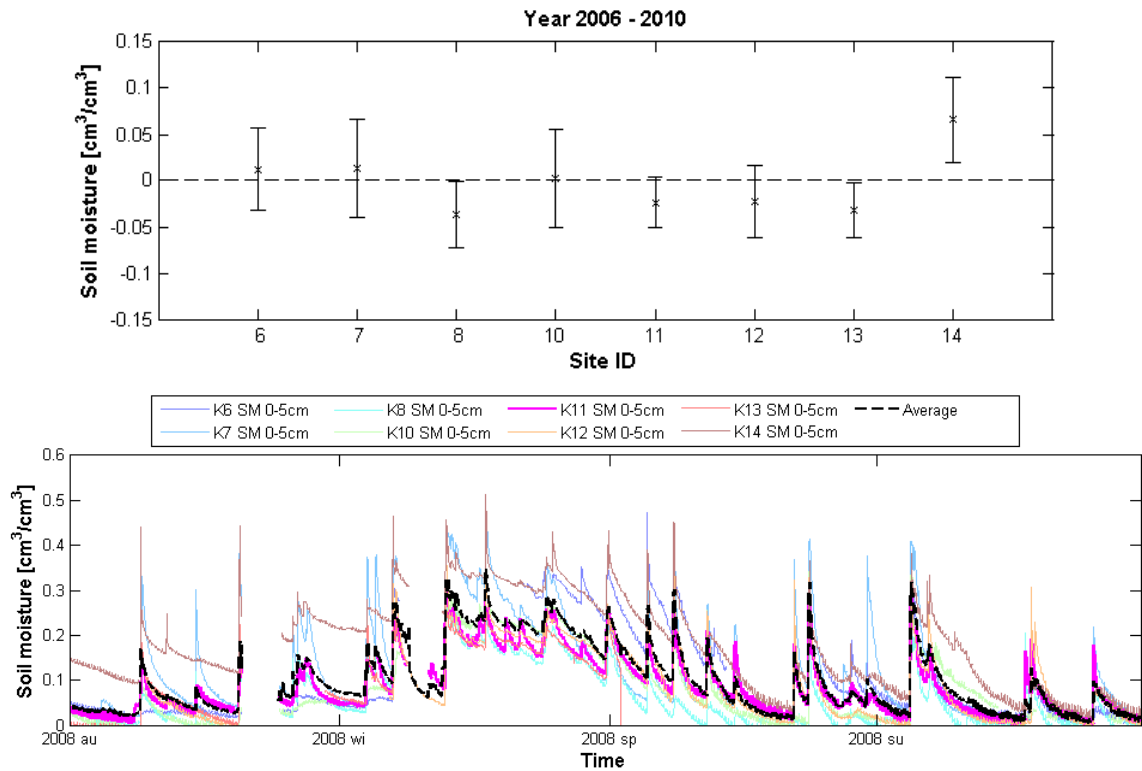 Year 2006 - 2010
Soil moisture [cm³/cm³]
0.15
0.1
0.05
0
-0.05
-0.1
-0.15
6 7 8 10 11 12 13 14
Site ID
K6 SM 0-5cm K8 SM 0-5cm K11 SM 0-5cm K13 SM 0-5cm Average
K7 SM 0-5cm K10 SM 0-5cm K12 SM 0-5cm K14 SM 0-5cm
Soil moisture [cm³/cm³]
0.6
0.5
0.4
0.3
0.2
0.1
0
2008 au 2008 wi 2008 sp 2008 su
Time